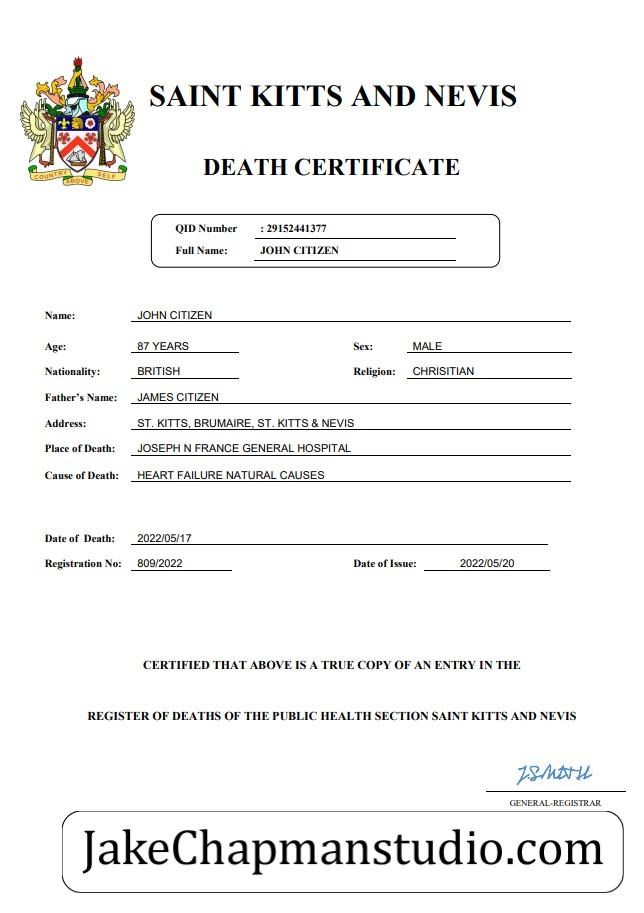 SAINT KITTS AND NEVIS
COUNTRY ABOVE SELF
DEATH CERTIFICATE
QID Number : 29152441377
Full Name: JOHN CITIZEN
Name: JOHN CITIZEN
Age: 87 YEARS Sex: MALE
Nationality: BRITISH Religion: CHRISITIAN
Father's Name: JAMES CITIZEN
Address: ST. KITTS, BRUMAIRE, ST. KITTS & NEVIS
Place of Death: JOSEPH N FRANCE GENERAL HOSPITAL
Cause of Death: HEART FAILURE NATURAL CAUSES
Date of Death: 2022/05/17
Registration No: 809/2022 Date of Issue: 2022/05/20
CERTIFIED THAT ABOVE IS A TRUE COPY OF AN ENTRY IN THE
REGISTER OF DEATHS OF THE PUBLIC HEALTH SECTION SAINT KITTS AND NEVIS
GENERAL-REGISTRAR
JakeChapmanstudio.com